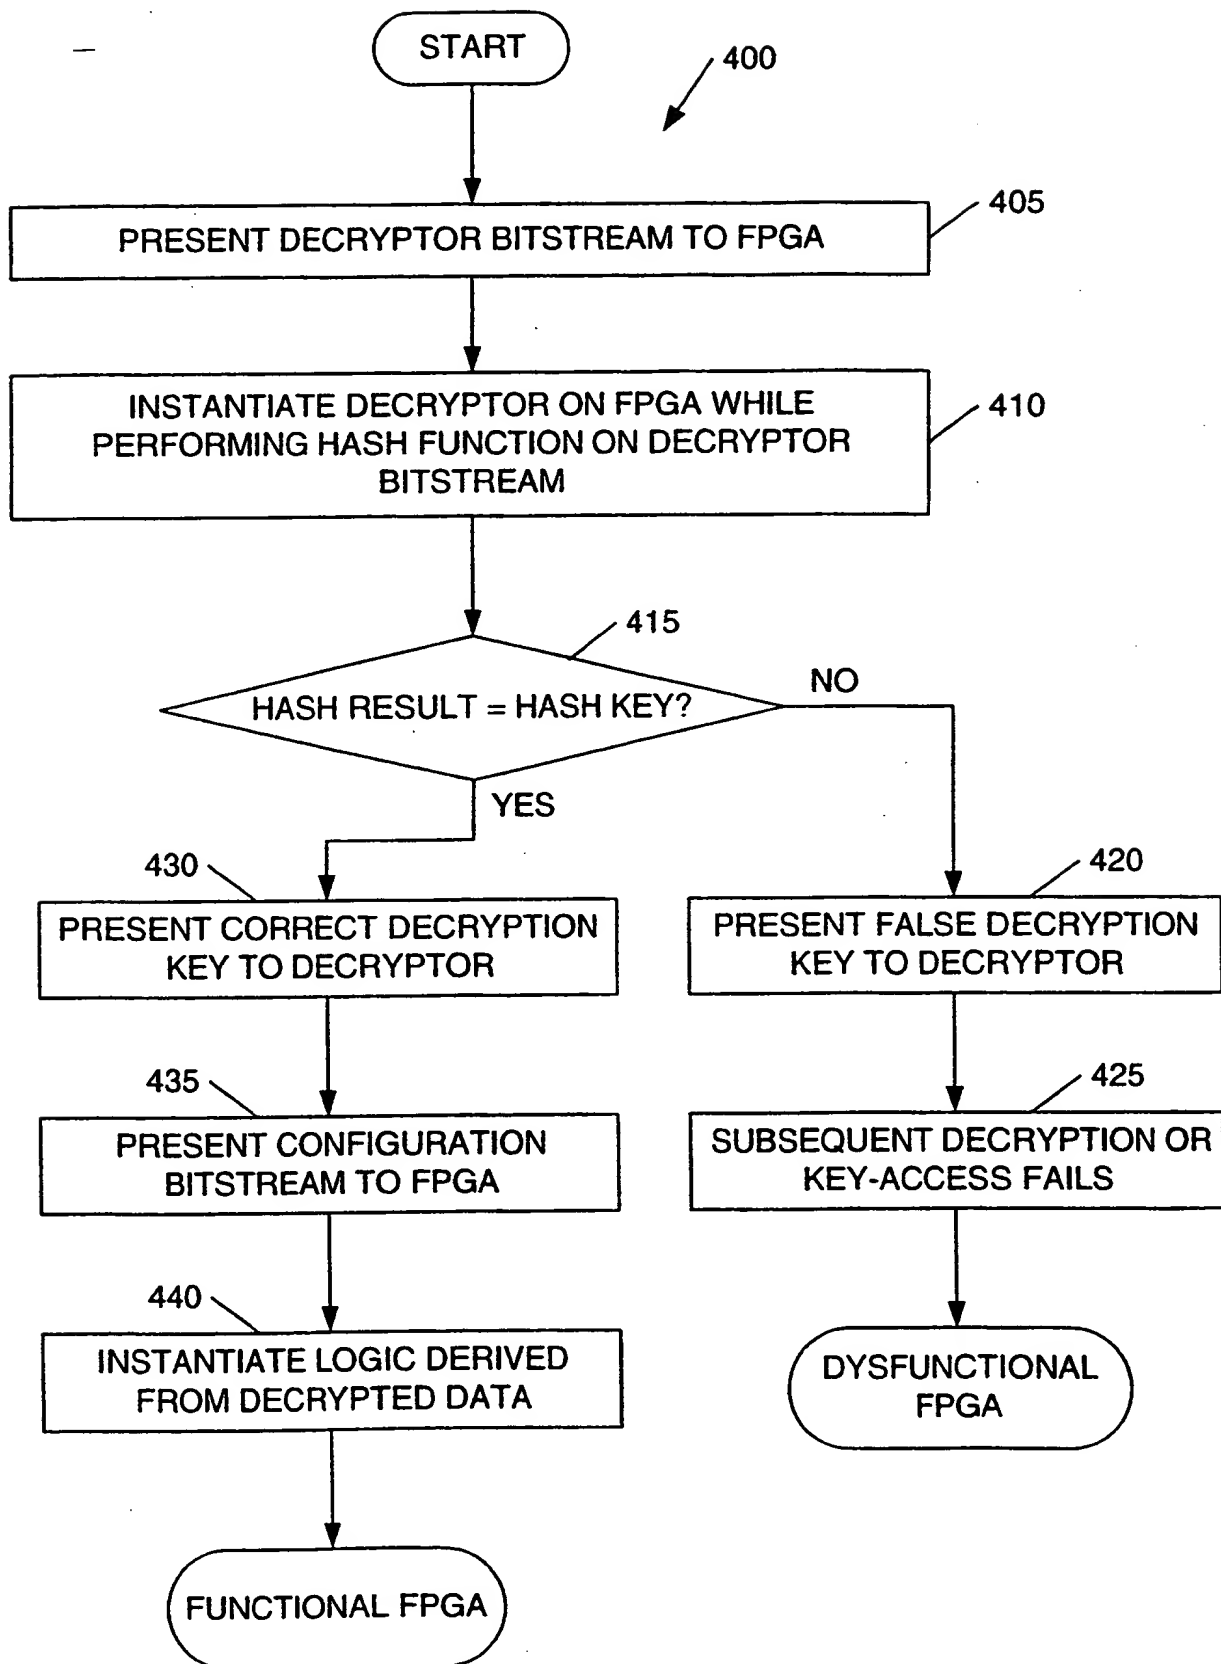 START
400
405
PRESENT DECRYPTOR BITSTREAM TO FPGA
410
INSTANTIATE DECRYPTOR ON FPGA WHILE
PERFORMING HASH FUNCTION ON DECRYPTOR
BITSTREAM
415
HASH RESULT = HASH KEY?
NO
YES
430
PRESENT CORRECT DECRYPTION
KEY TO DECRYPTOR
420
PRESENT FALSE DECRYPTION
KEY TO DECRYPTOR
435
PRESENT CONFIGURATION
BITSTREAM TO FPGA
425
SUBSEQUENT DECRYPTION OR
KEY-ACCESS FAILS
440
INSTANTIATE LOGIC DERIVED
FROM DECRYPTED DATA
DYSFUNCTIONAL
FPGA
FUNCTIONAL FPGA